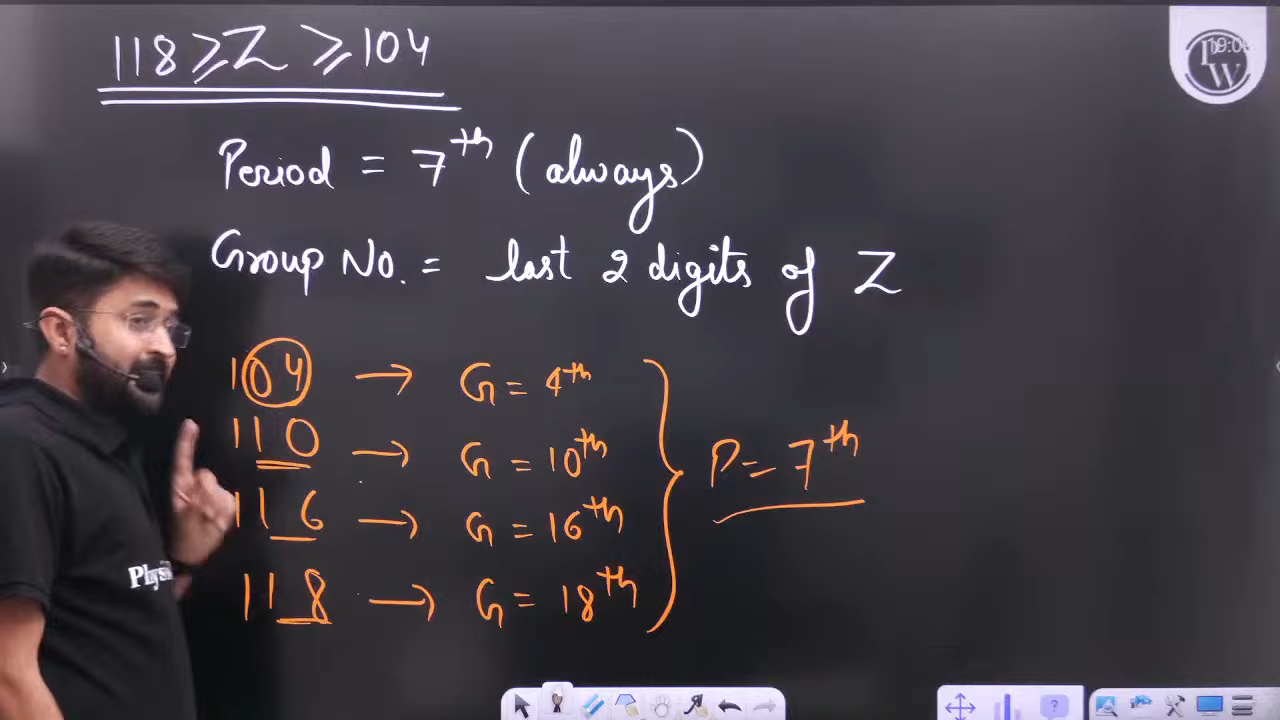 118 ≥ Z ≥ 104
Period = 7th (always)
Group No. = last 2 digits of Z
104 → G = 4th
110 → G = 10th
116 → G = 16th
118 → G = 18th
P = 7th
W